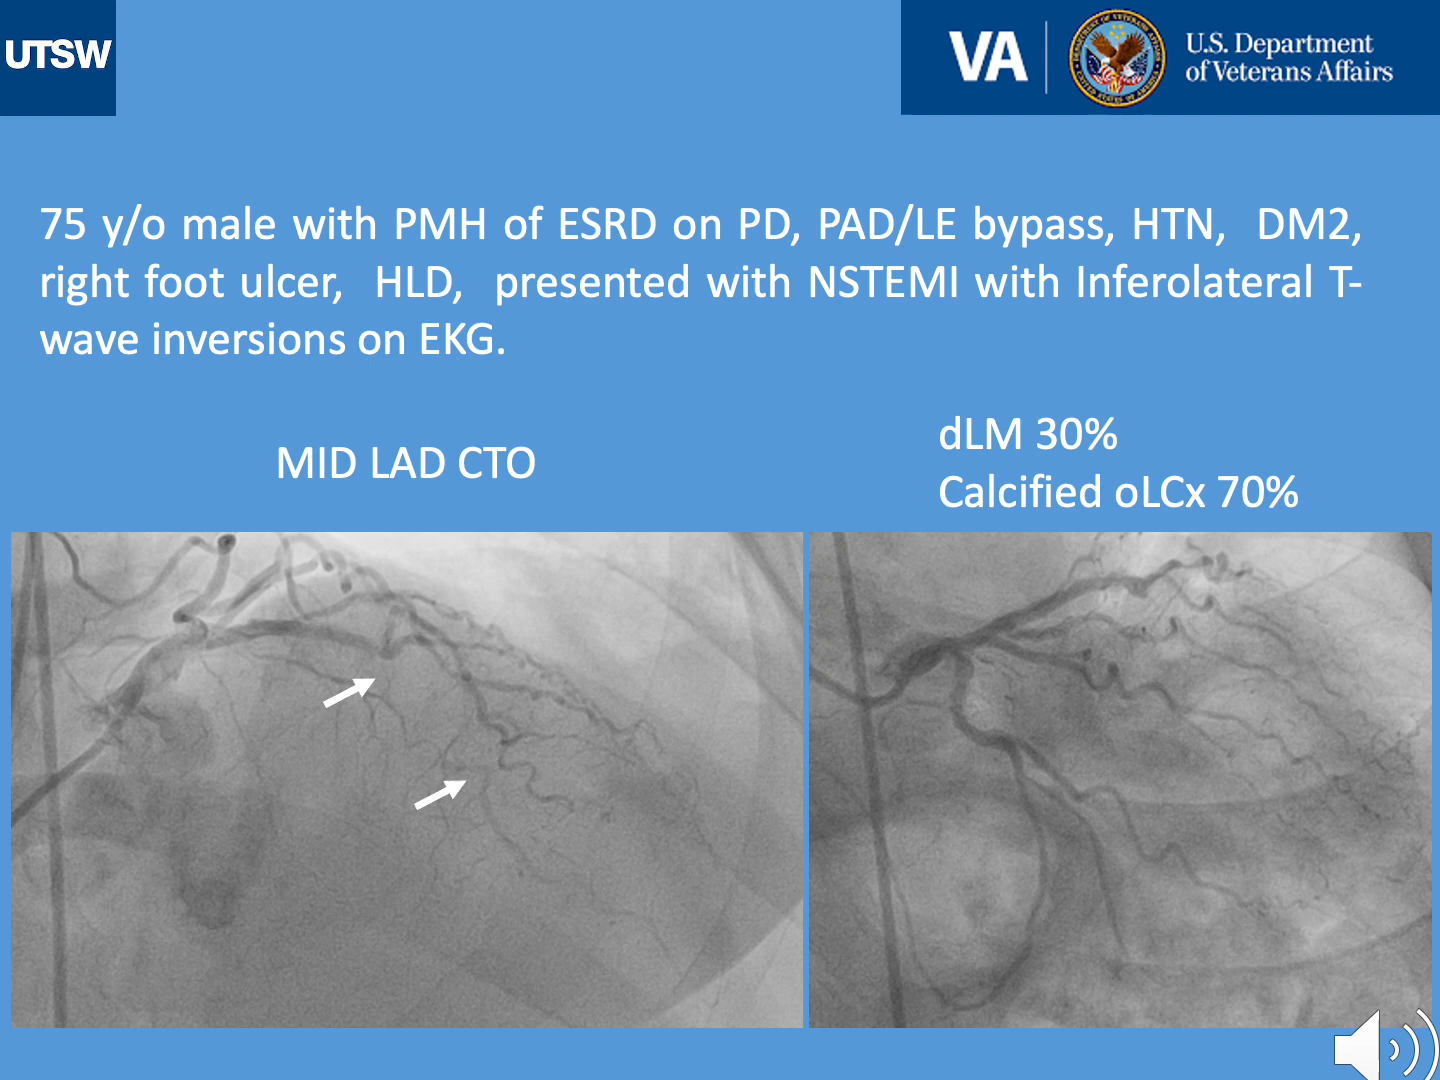 UTSW
VA
U.S. Department
of Veterans Affairs
75 y/o male with PMH of ESRD on PD, PAD/LE bypass, HTN, DM2,
right foot ulcer, HLD, presented with NSTEMI with Inferolateral T-
wave inversions on EKG.
MID LAD CTO
dLM 30%
Calcified oLCx 70%